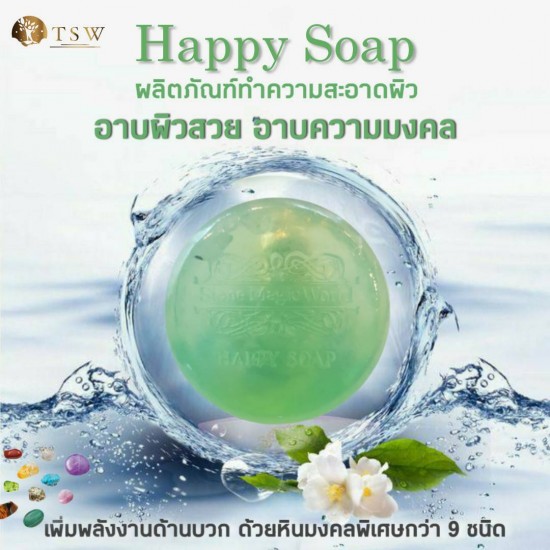 TSW
Happy Soap
ผลิตภัณฑ์ทำความสะอาดผิว
อาบผิวสวย อาบความมงคล
HAPPY SOAP
เพิ่มพลังงานด้านบวก ด้วยหินมงคลพิเศษกว่า 9 ชนิด